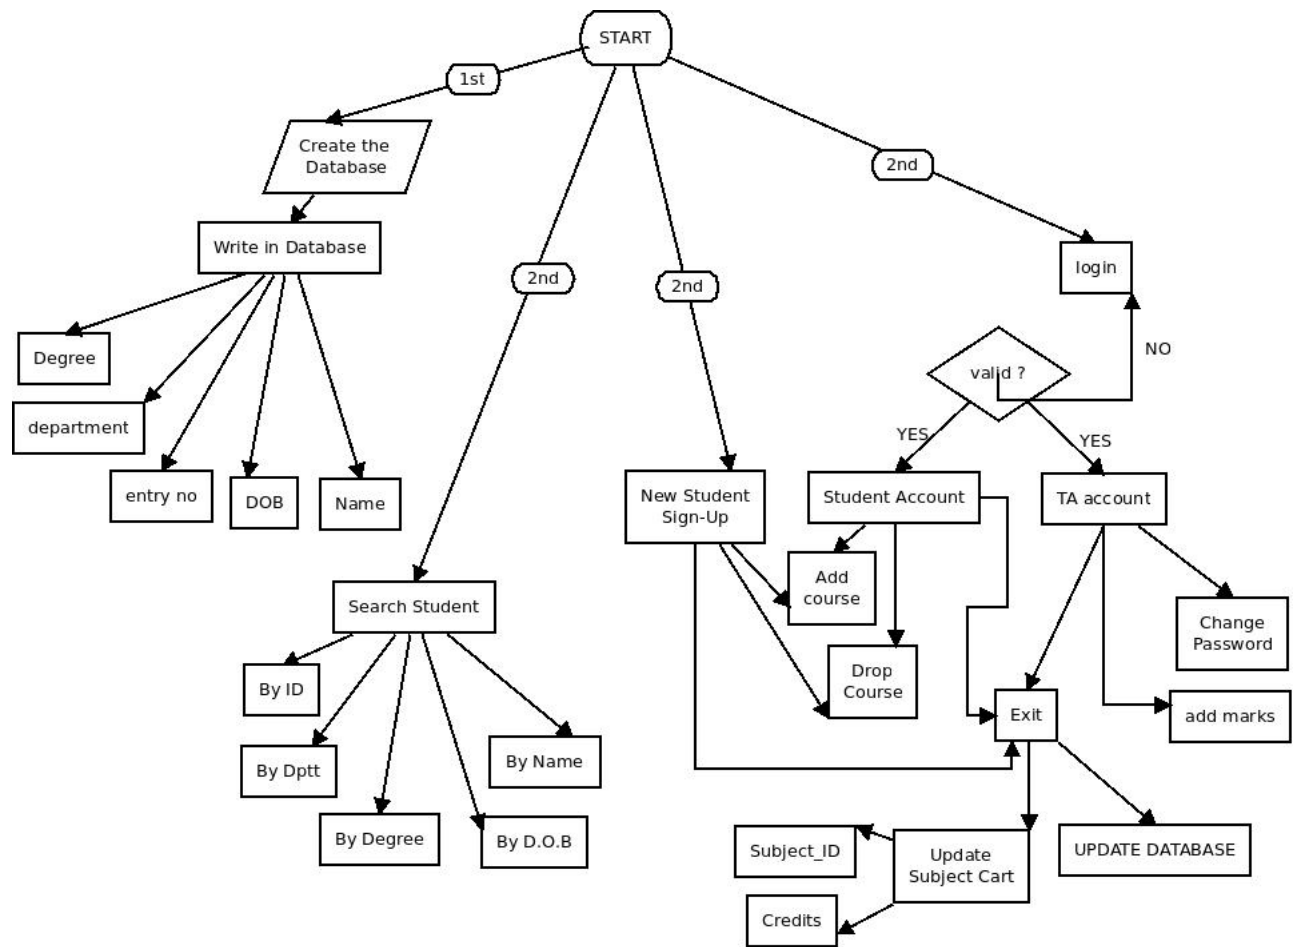 START
1st
2nd
Create the
Database
Write in Database
login
2nd
2nd
NO
Degree
valid ?
department
YES
YES
entry no
DOB
Name
New Student
Sign-Up
Student Account
TA account
Add
course
Search Student
Change
Password
By ID
Drop
Course
Exit
add marks
By Dptt
By Name
By Degree
By D.O.B
Subject_ID
Update
Subject Cart
UPDATE DATABASE
Credits